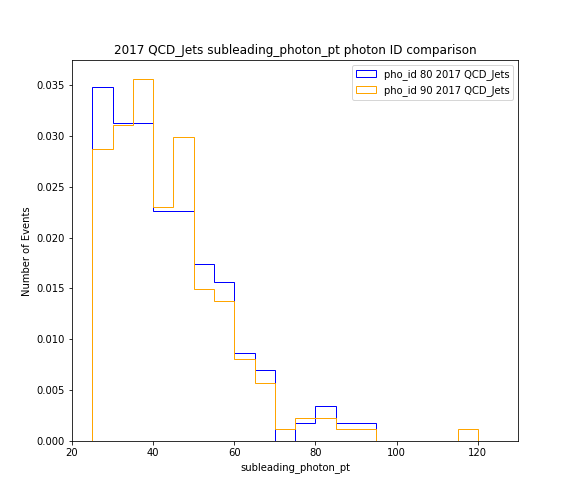 2017 QCD_Jets subleading_photon_pt photon ID comparison
pho_id 80 2017 QCD_Jets
pho_id 90 2017 QCD_Jets
Number of Events
0.035
0.030
0.025
0.020
0.015
0.010
0.005
0.000
20 40 60 80 100 120
subleading_photon_pt